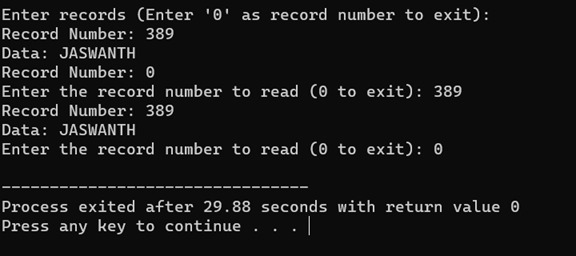 Enter records (Enter '0' as record number to exit):
Record Number: 389
Data: JASWANTH
Record Number: 0
Enter the record number to read (0 to exit): 389
Record Number: 389
Data: JASWANTH
Enter the record number to read (0 to exit): 0
--------------------------------
Process exited after 29.88 seconds with return value 0
Press any key to continue . . .